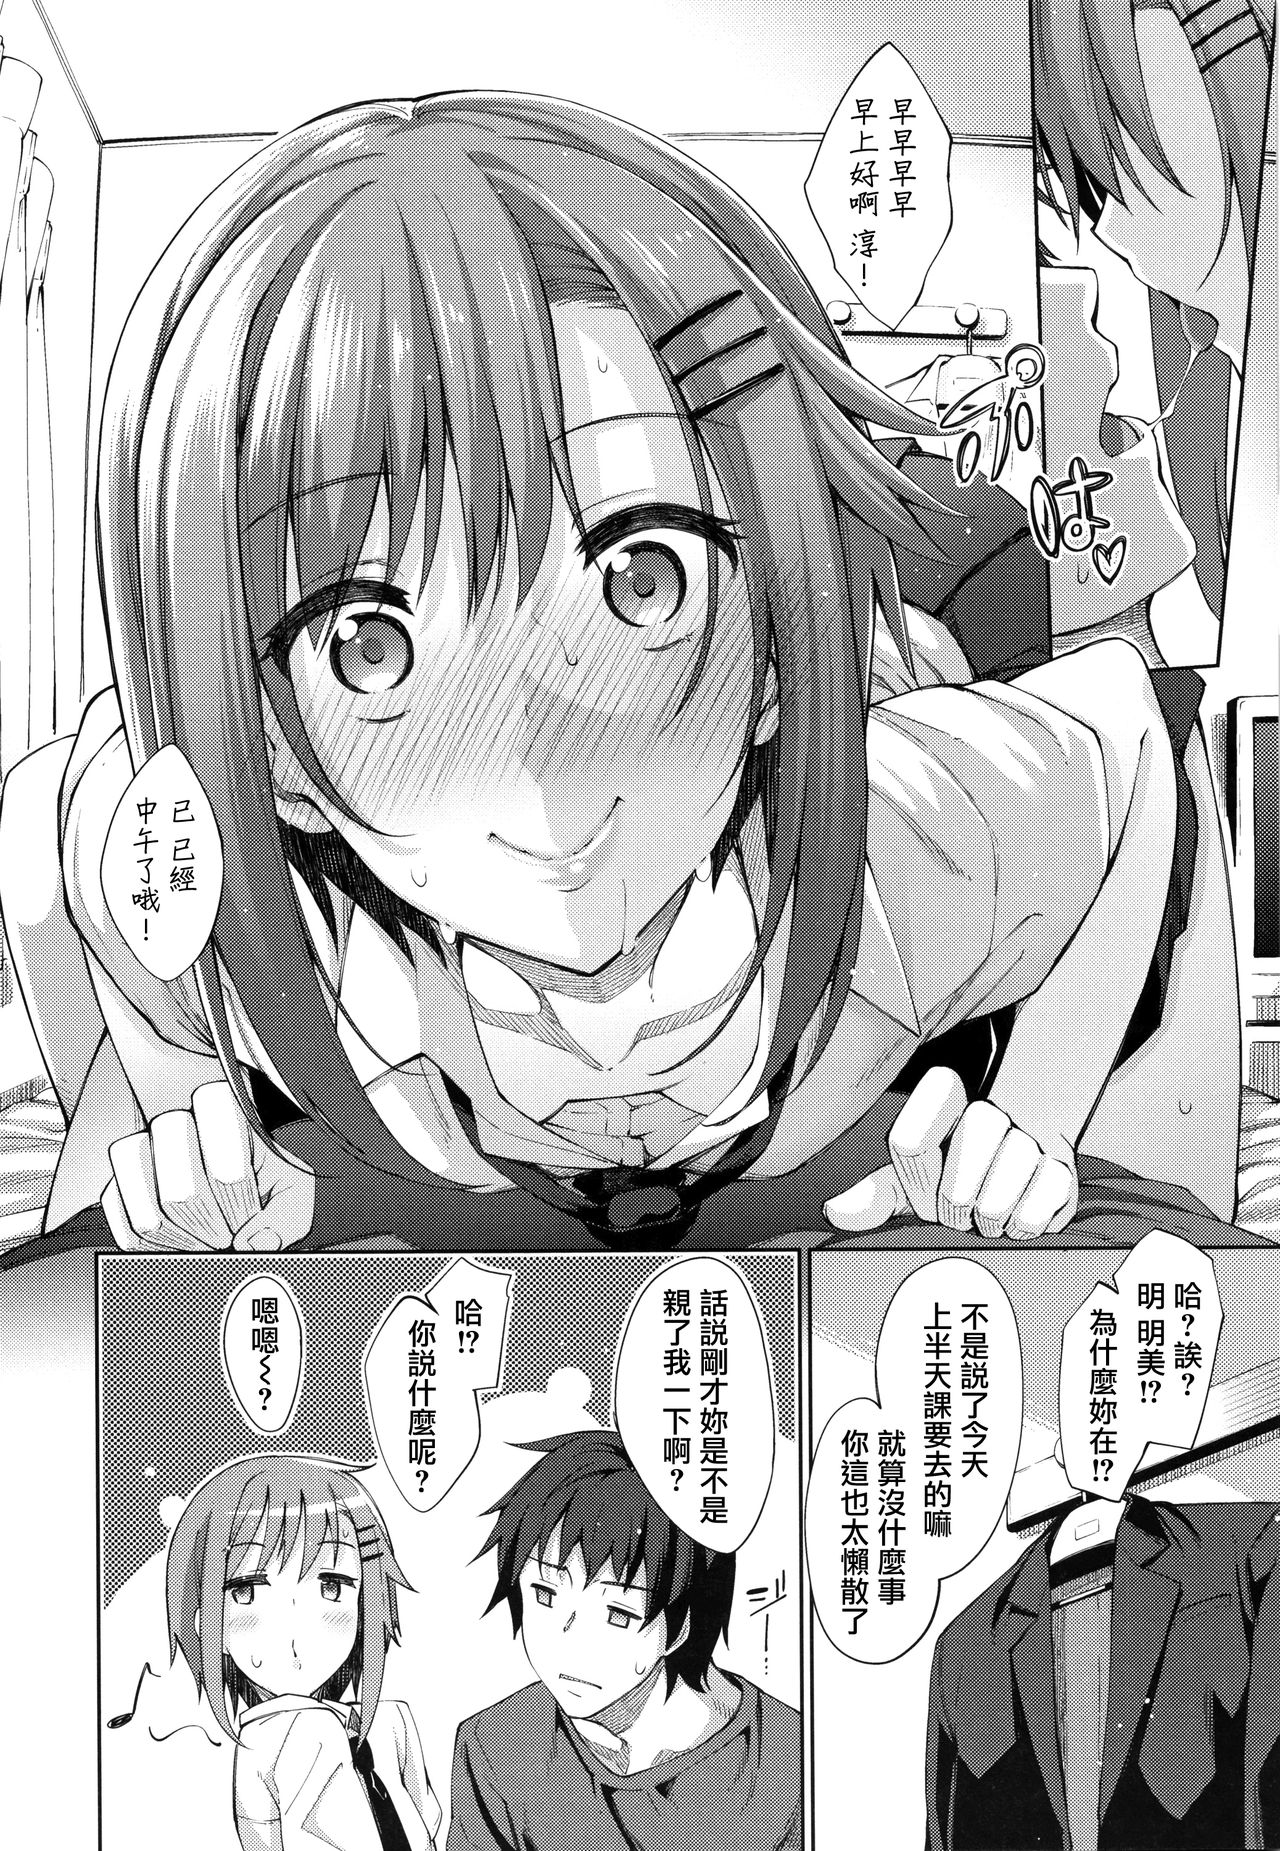 ぷ
は♡
早早早早
早上好啊 淳！
已 已經
中午了哦！
哈？誒？
明 明美!?
為什麼妳在!?
不是說了今天
上半天課要去的嘛
就算沒什麼事
你這也太懶散了
話說剛才妳是不是
親了我一下啊？
哈!?
你說什麼呢？
嗯嗯～？